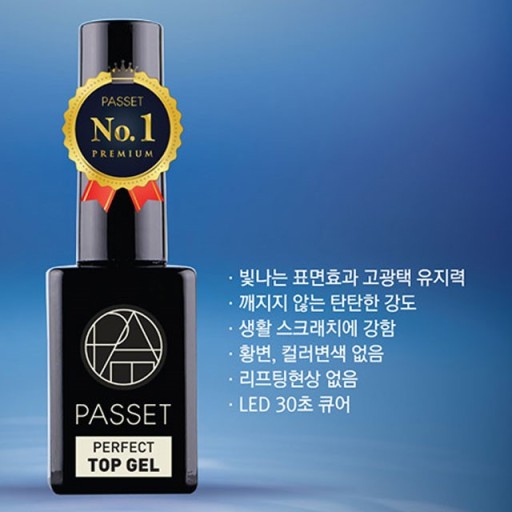 PASSET
No.1
PREMIUM
PASSET
PERFECT
TOP GEL
· 빛나는 표면효과 고광택 유지력
· 깨지지 않는 탄탄한 강도
· 생활 스크래치에 강함
· 황변, 컬러변색 없음
· 리프팅현상 없음
· LED 30초 큐어